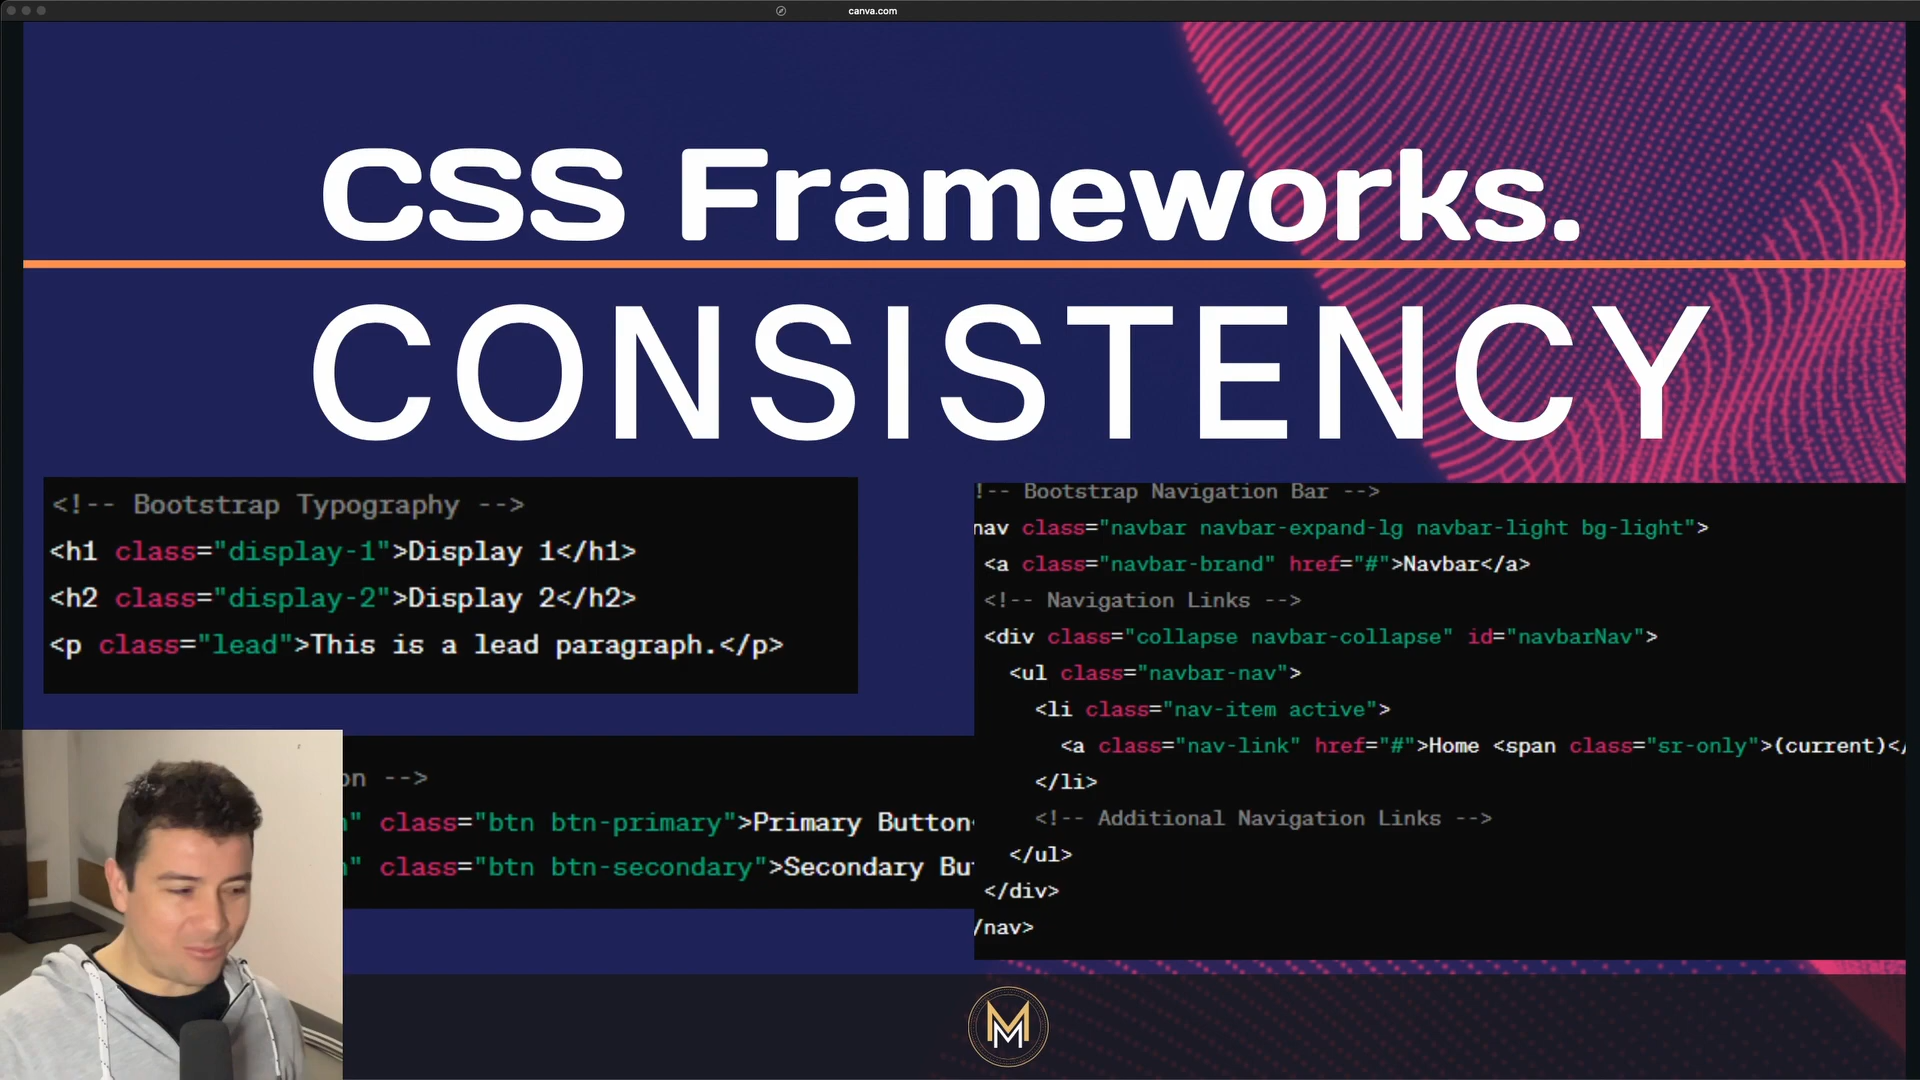 canva.com
CSS Frameworks.
CONSISTENCY
<!-- Bootstrap Typography -->
<h1 class="display-1">Display 1</h1>
<h2 class="display-2">Display 2</h2>
<p class="lead">This is a lead paragraph.</p>
on -->
n" class="btn btn-primary">Primary Button<
n" class="btn btn-secondary">Secondary Bu
!-- Bootstrap Navigation Bar -->
nav class="navbar navbar-expand-lg navbar-light bg-light">
<a class="navbar-brand" href="#">Navbar</a>
<!-- Navigation Links -->
<div class="collapse navbar-collapse" id="navbarNav">
<ul class="navbar-nav">
<li class="nav-item active">
<a class="nav-link" href="#">Home <span class="sr-only">(current)</
</li>
<!-- Additional Navigation Links -->
</ul>
</div>
/nav>
M
M